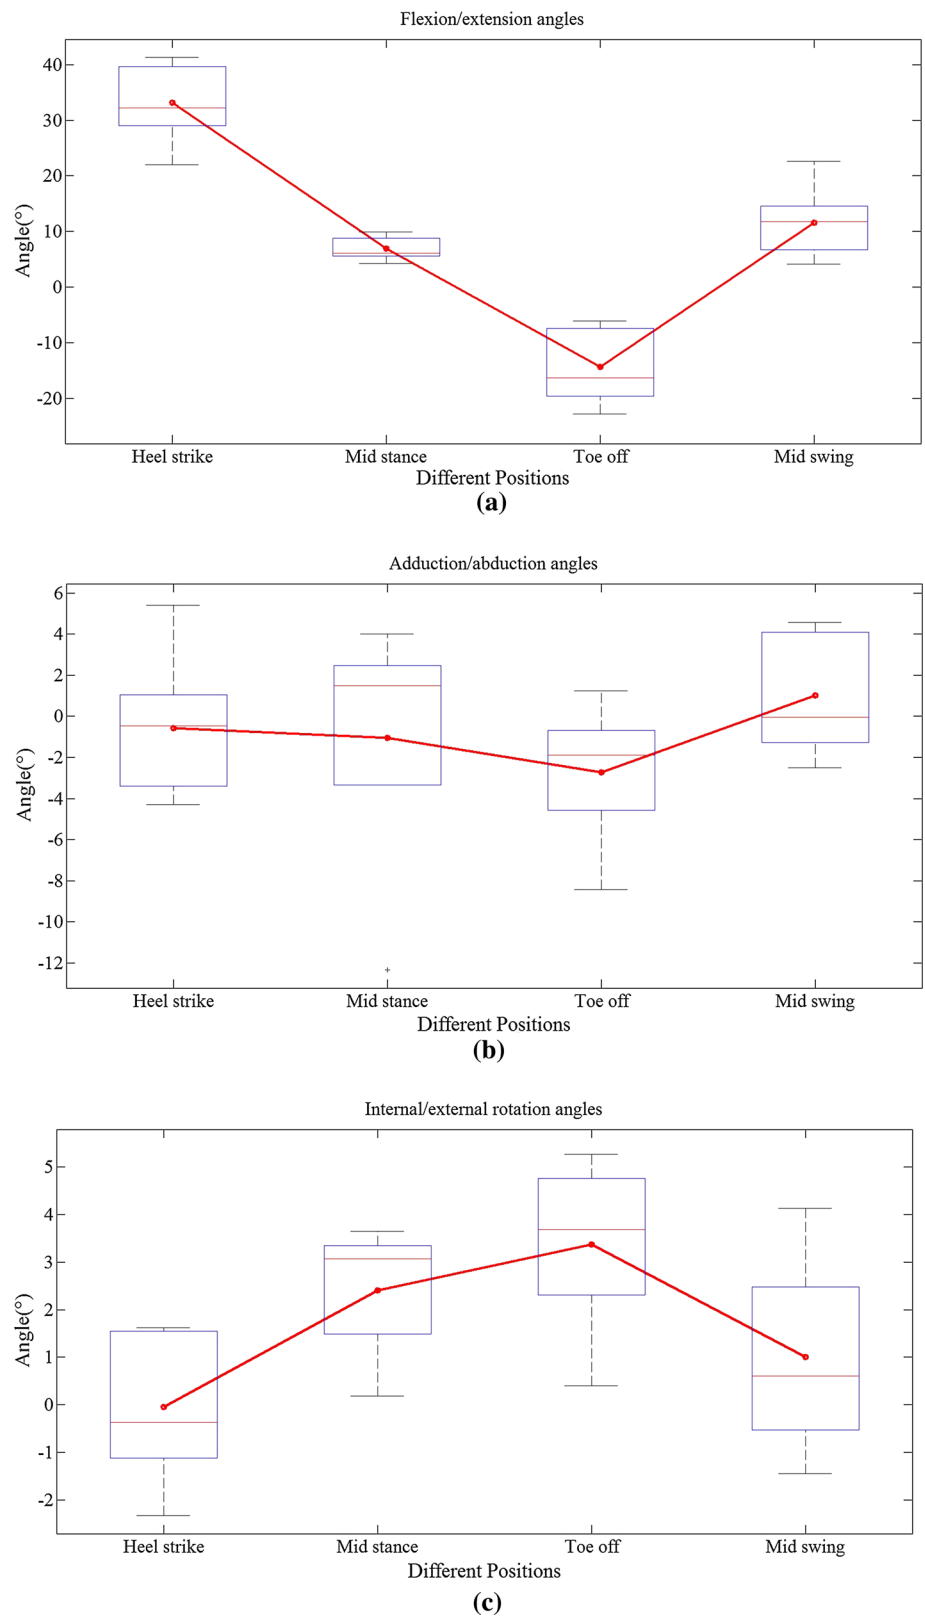 Flexion/extension angles
40
30
20
10
0
-10
-20
Angle(°)
Heel strike Mid stance Toe off Mid swing
Different Positions
(a)
Adduction/abduction angles
6
4
2
0
-2
-4
-6
-8
-10
-12
Angle(°)
Heel strike Mid stance Toe off Mid swing
Different Positions
(b)
Internal/external rotation angles
5
4
3
2
1
0
-1
-2
Angle(°)
Heel strike Mid stance Toe off Mid swing
Different Positions
(c)